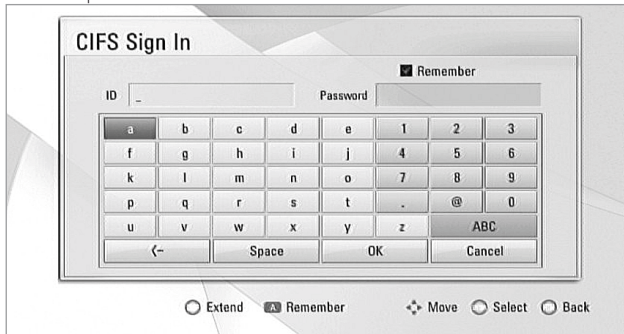 CIFS Sign In
Remember
ID _ Password
a b c d e 1 2 3
f g h i j 4 5 6
k l m n o 7 8 9
p q r s t . @ 0
u v w x y z ABC
<- Space OK Cancel
Extend A Remember Move Select Back